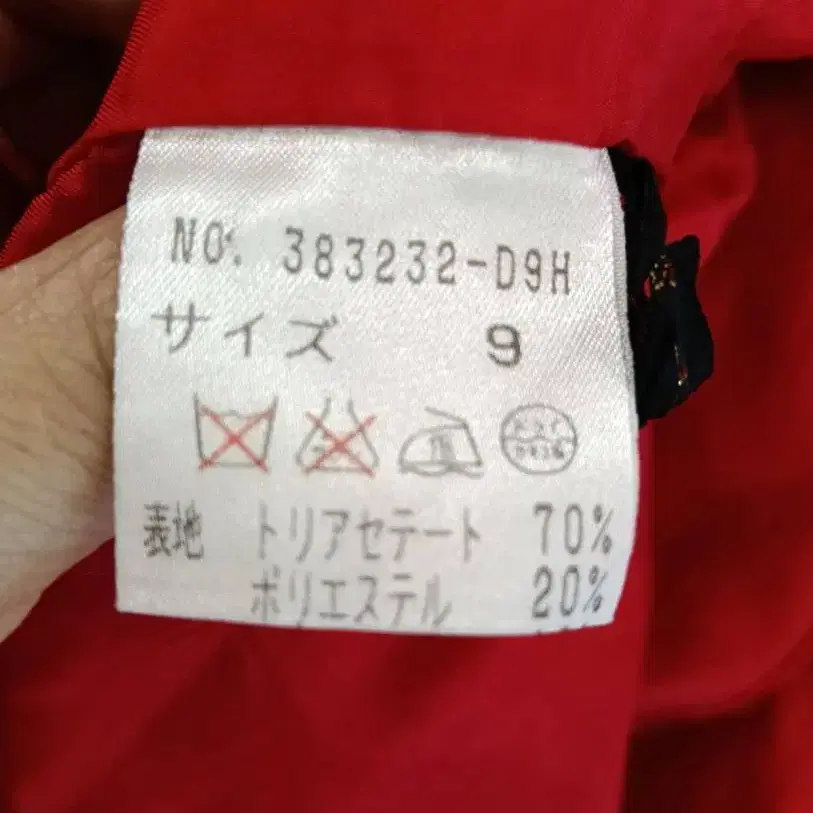 NO. 383232-D9H
サイズ 9
表地 トリアセテート 70%
ポリエステル 20%